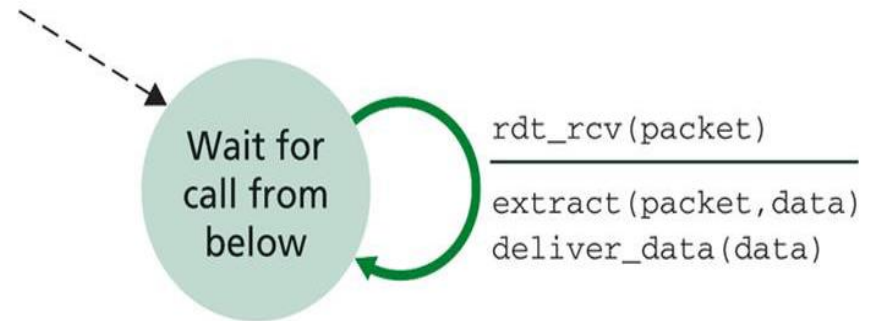 Wait for
call from
below
rdt_rcv(packet)
extract(packet,data)
deliver_data(data)